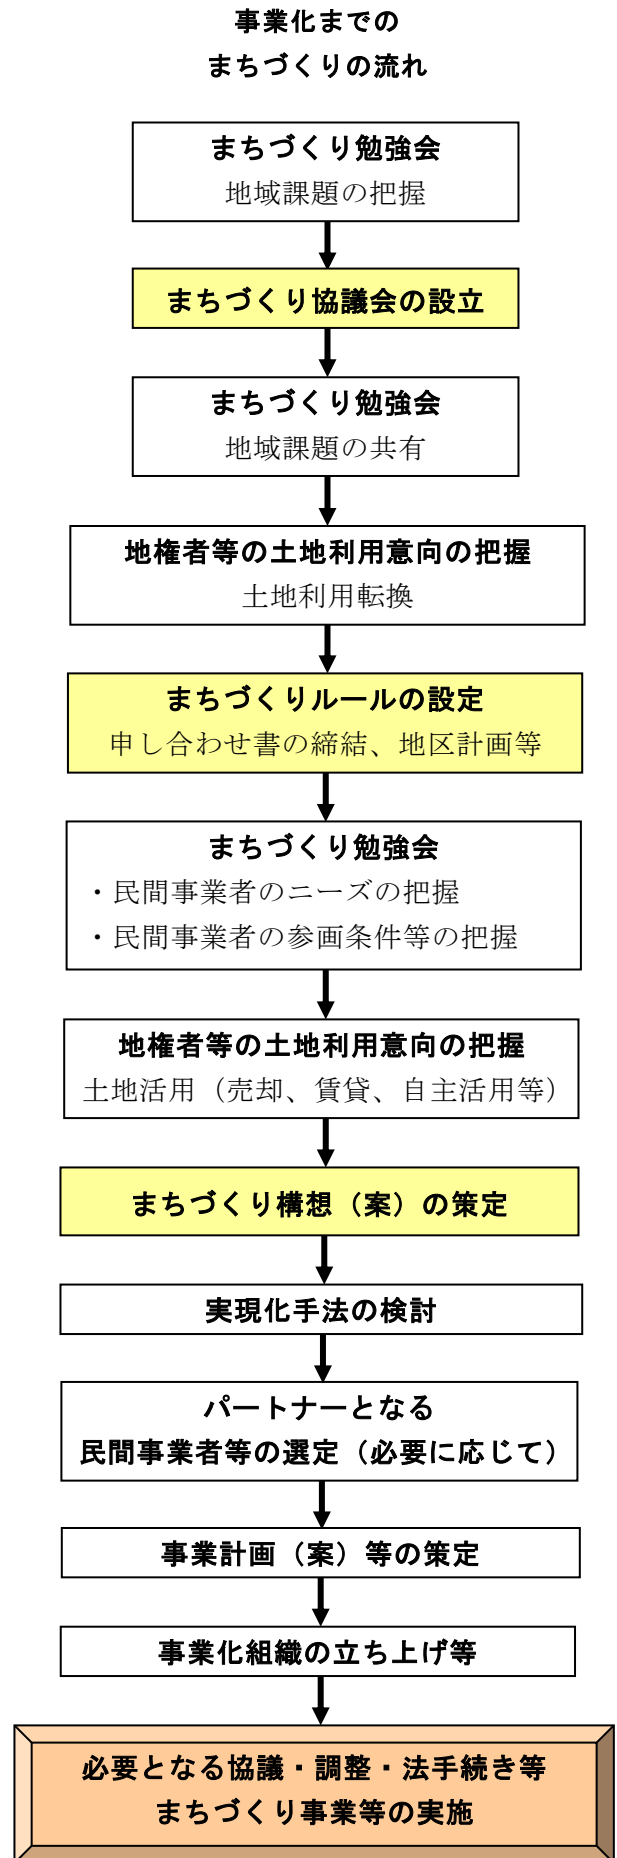 事業化までの
まちづくりの流れ
まちづくり勉強会
地域課題の把握
まちづくり協議会の設立
まちづくり勉強会
地域課題の共有
地権者等の土地利用意向の把握
土地利用転換
まちづくりルールの設定
申し合わせ書の締結、地区計画等
まちづくり勉強会
・民間事業者のニーズの把握
・民間事業者の参画条件等の把握
地権者等の土地利用意向の把握
土地活用（売却、賃貸、自主活用等）
まちづくり構想（案）の策定
実現化手法の検討
パートナーとなる
民間事業者等の選定（必要に応じて）
事業計画（案）等の策定
事業化組織の立ち上げ等
必要となる協議・調整・法手続き等
まちづくり事業等の実施